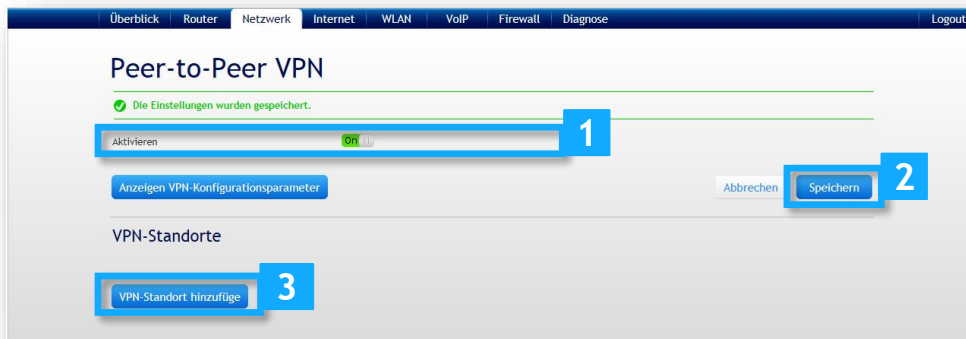 Überblick Router Netzwerk Internet WLAN VoIP Firewall Diagnose Logout
Peer-to-Peer VPN
Die Einstellungen wurden gespeichert.
Aktivieren On 1
Anzeigen VPN-Konfigurationsparameter Abbrechen Speichern 2
VPN-Standorte
VPN-Standort hinzufüge 3